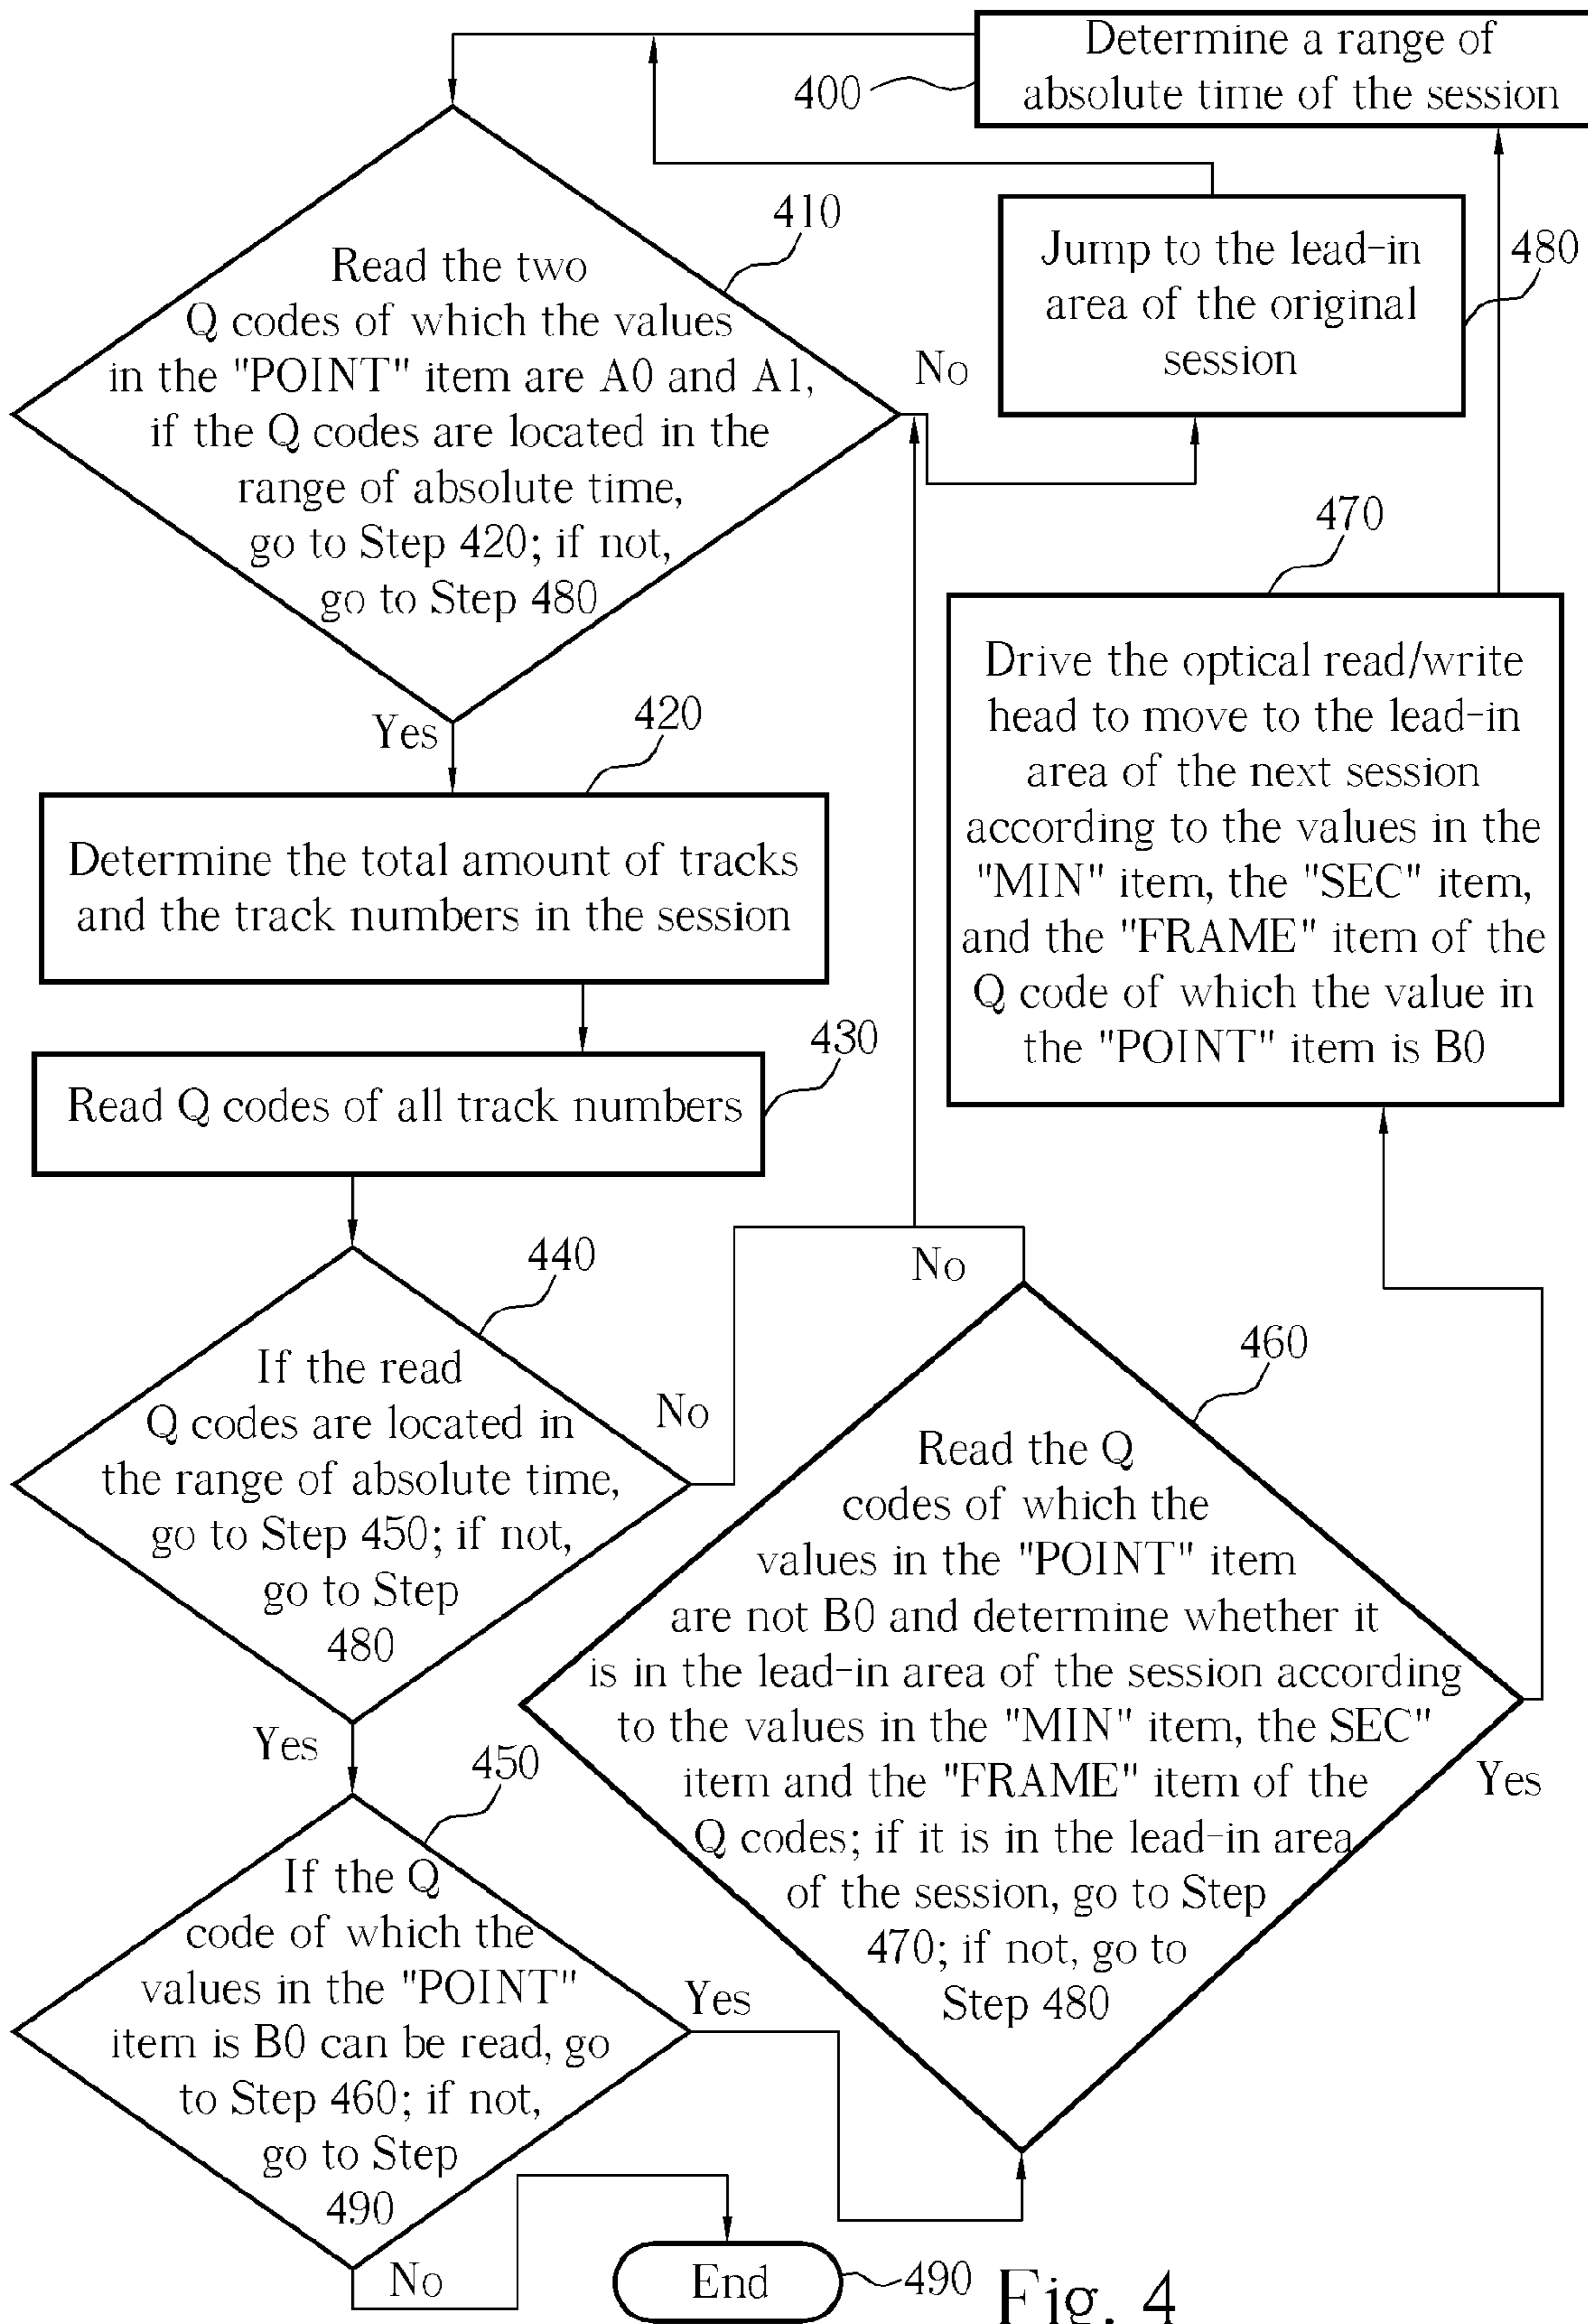 Determine a range of
absolute time of the session
400
410
Read the two
Q codes of which the values
in the "POINT" item are A0 and A1,
if the Q codes are located in the
range of absolute time,
go to Step 420; if not,
go to Step 480
No
Jump to the lead-in
area of the original
session
480
Yes
420
Determine the total amount of tracks
and the track numbers in the session
470
Drive the optical read/write
head to move to the lead-in
area of the next session
according to the values in the
"MIN" item, the "SEC" item,
and the "FRAME" item of the
Q code of which the value in
the "POINT" item is B0
430
Read Q codes of all track numbers
440
If the read
Q codes are located in
the range of absolute time,
go to Step 450; if not,
go to Step
480
No
No
460
Read the Q
codes of which the
values in the "POINT" item
are not B0 and determine whether it
is in the lead-in area of the session according
to the values in the "MIN" item, the SEC"
item and the "FRAME" item of the
Q codes; if it is in the lead-in area
of the session, go to Step
470; if not, go to
Step 480
Yes
Yes
450
If the Q
code of which the
values in the "POINT"
item is B0 can be read, go
to Step 460; if not,
go to Step
490
Yes
No
End
490
Fig. 4